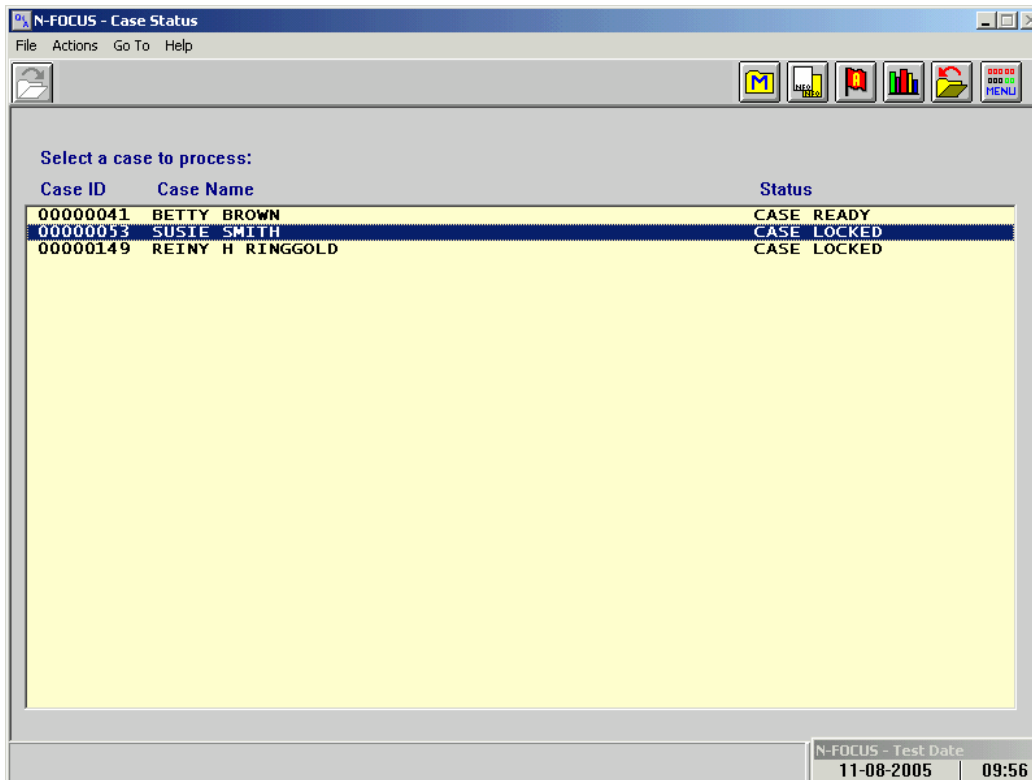 N-FOCUS - Case Status
File Actions Go To Help
M INFO INFO A MENU
Select a case to process:
Case ID Case Name Status
00000041 BETTY BROWN CASE READY
00000053 SUSIE SMITH CASE LOCKED
00000149 REINY H RINGGOLD CASE LOCKED
N-FOCUS - Test Date
11-08-2005 09:56